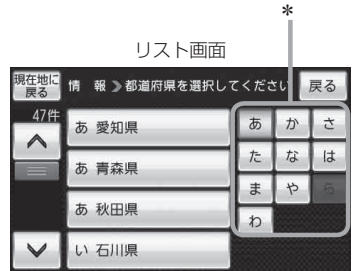 *
リスト画面
現在地に
戻る
情 報 》都道府県を選択してください
戻る
47件
あ 愛知県
あ 青森県
あ 秋田県
い 石川県
あ か さ
た な は
ま や ら
わ